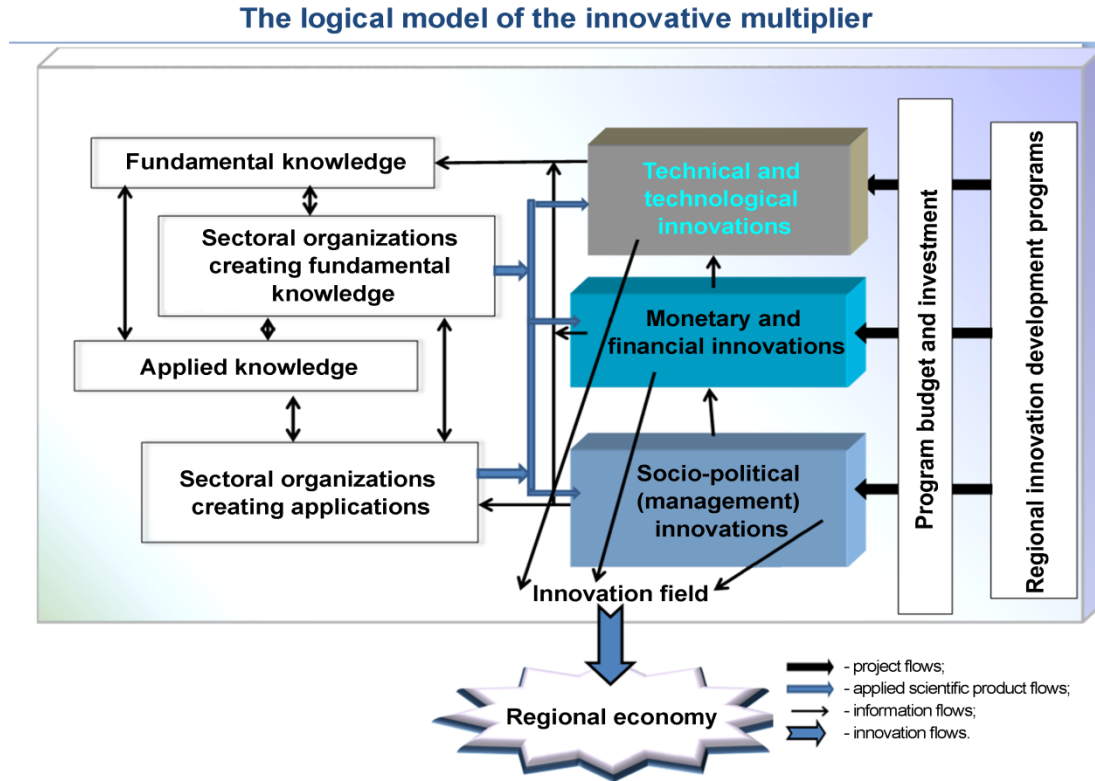 The logical model of the innovative multiplier
Fundamental knowledge
Sectoral organizations
creating fundamental
knowledge
Applied knowledge
Sectoral organizations
creating applications
Technical and
technological
innovations
Monetary and
financial innovations
Socio-political
(management)
innovations
Innovation field
Program budget and investment
Regional innovation development programs
Regional economy
- project flows;
- applied scientific product flows;
- information flows;
- innovation flows.